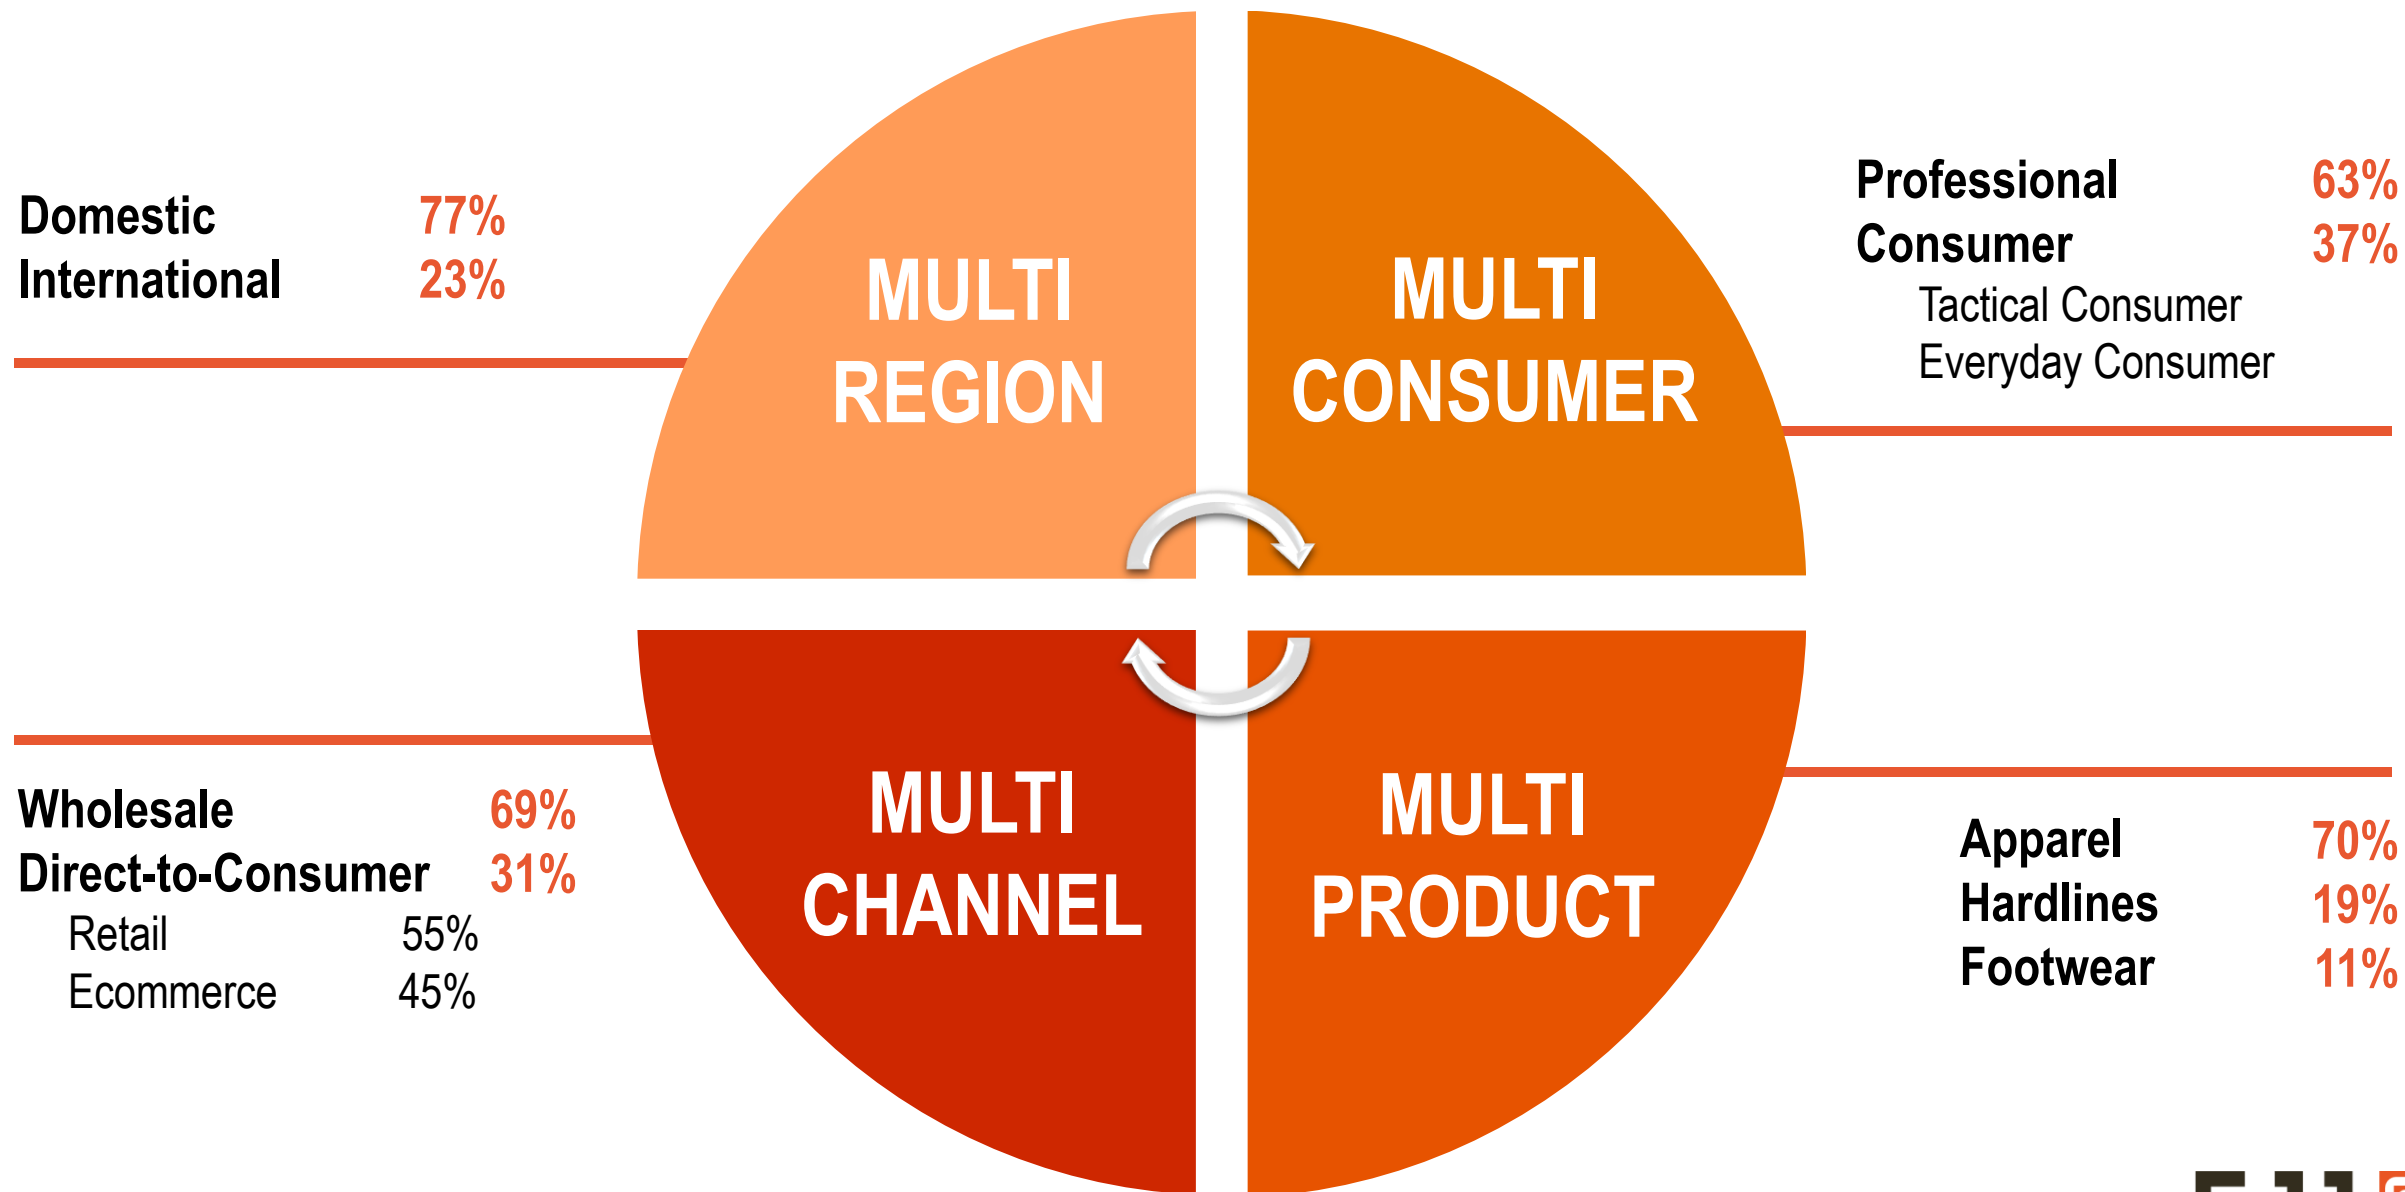 Domestic 77%
International 23%
MULTI
REGION
MULTI
CONSUMER
Professional 63%
Consumer 37%
Tactical Consumer
Everyday Consumer
Wholesale 69%
Direct-to-Consumer 31%
Retail 55%
Ecommerce 45%
MULTI
CHANNEL
MULTI
PRODUCT
Apparel 70%
Hardlines 19%
Footwear 11%